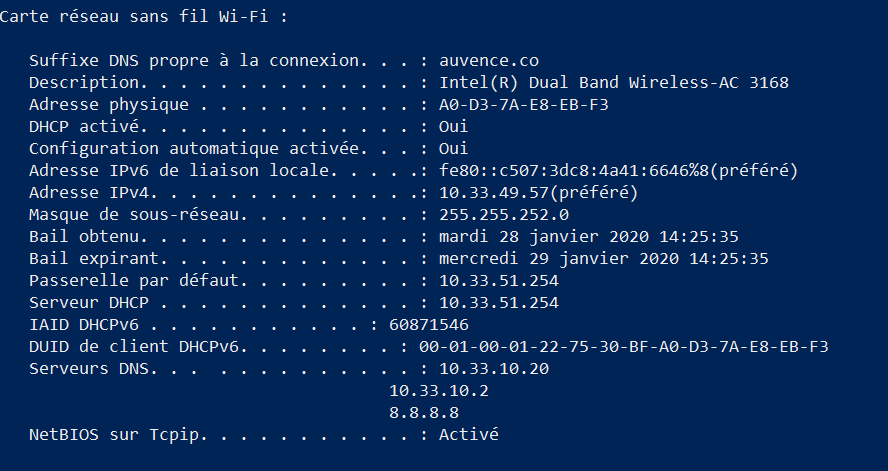 Carte réseau sans fil Wi-Fi :
Suffixe DNS propre à la connexion. . . : auvence.co
Description. . . . . . . . . . . . . . : Intel(R) Dual Band Wireless-AC 3168
Adresse physique . . . . . . . . . . . : A0-D3-7A-E8-EB-F3
DHCP activé. . . . . . . . . . . . . . : Oui
Configuration automatique activée. . . : Oui
Adresse IPv6 de liaison locale. . . . .: fe80::c507:3dc8:4a41:6646%8(préféré)
Adresse IPv4. . . . . . . . . . . . . .: 10.33.49.57(préféré)
Masque de sous-réseau. . . . . . . . . : 255.255.252.0
Bail obtenu. . . . . . . . . . . . . . : mardi 28 janvier 2020 14:25:35
Bail expirant. . . . . . . . . . . . . : mercredi 29 janvier 2020 14:25:35
Passerelle par défaut. . . . . . . . . : 10.33.51.254
Serveur DHCP . . . . . . . . . . . . . : 10.33.51.254
IAID DHCPv6 . . . . . . . . . . . : 60871546
DUID de client DHCPv6. . . . . . . . : 00-01-00-01-22-75-30-BF-A0-D3-7A-E8-EB-F3
Serveurs DNS. . .  . . . . . . . . . . : 10.33.10.20
10.33.10.2
8.8.8.8
NetBIOS sur Tcpip. . . . . . . . . . . : Activé